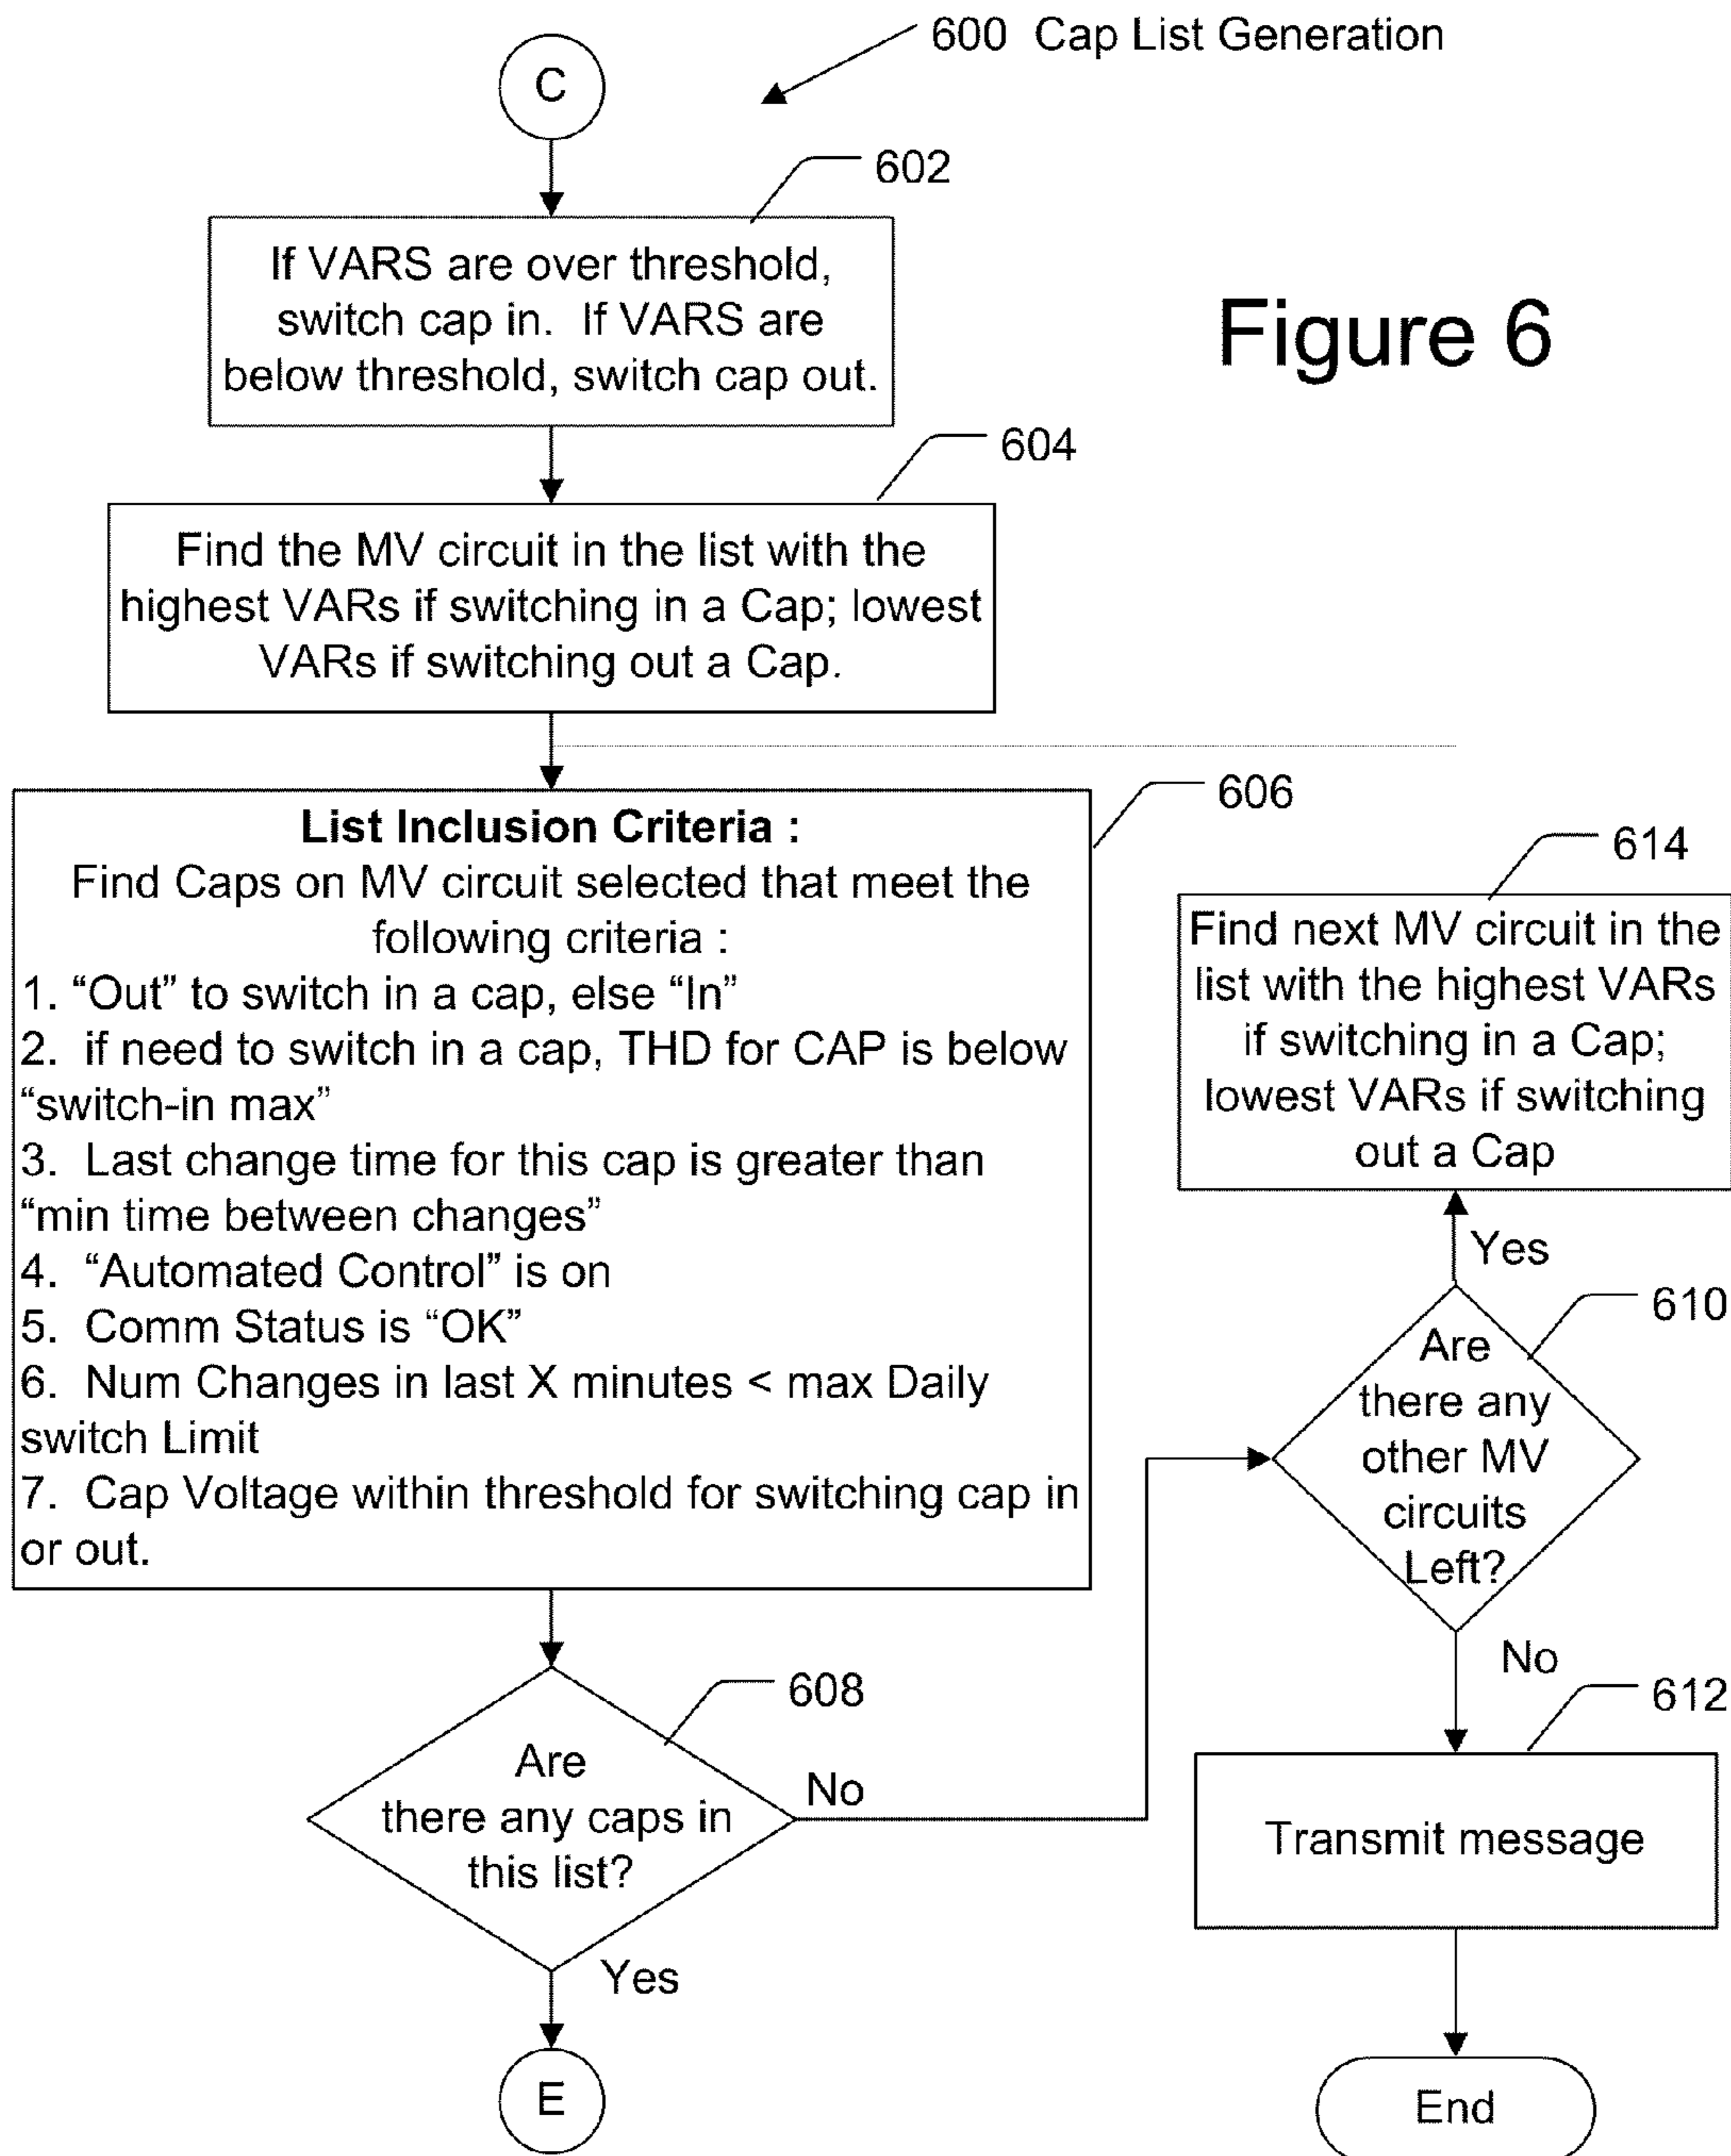 600 Cap List Generation
C
602
If VARS are over threshold,
switch cap in. If VARS are
below threshold, switch cap out.
Figure 6
604
Find the MV circuit in the list with the
highest VARs if switching in a Cap; lowest
VARs if switching out a Cap.
606
List Inclusion Criteria :
Find Caps on MV circuit selected that meet the
following criteria :
1. “Out” to switch in a cap, else “In”
2. if need to switch in a cap, THD for CAP is below
“switch-in max”
3. Last change time for this cap is greater than
“min time between changes”
4. “Automated Control” is on
5. Comm Status is “OK”
6. Num Changes in last X minutes < max Daily
switch Limit
7. Cap Voltage within threshold for switching cap in
or out.
614
Find next MV circuit in the
list with the highest VARs
if switching in a Cap;
lowest VARs if switching
out a Cap
Yes
610
Are
there any
other MV
circuits
Left?
No
608
Are
there any caps in
this list?
No
Yes
E
612
Transmit message
End